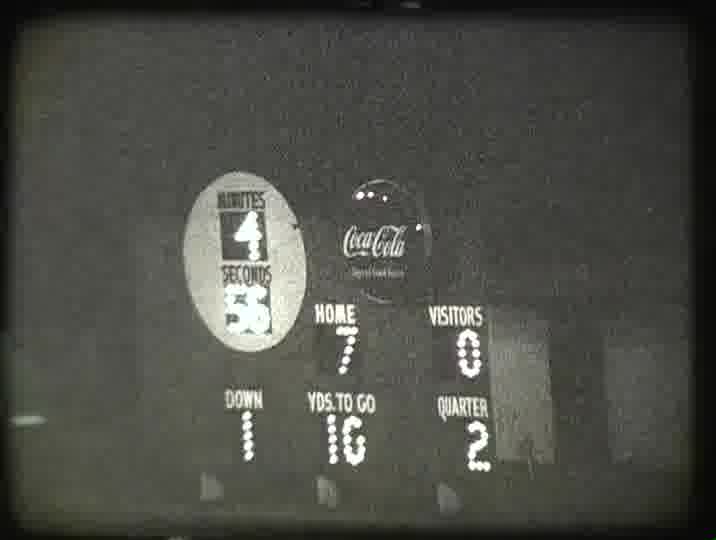 MINUTES
4
SECONDS
56
Coca-Cola
HOME
7
VISITORS
0
DOWN
1
YDS. TO GO
16
QUARTER
2